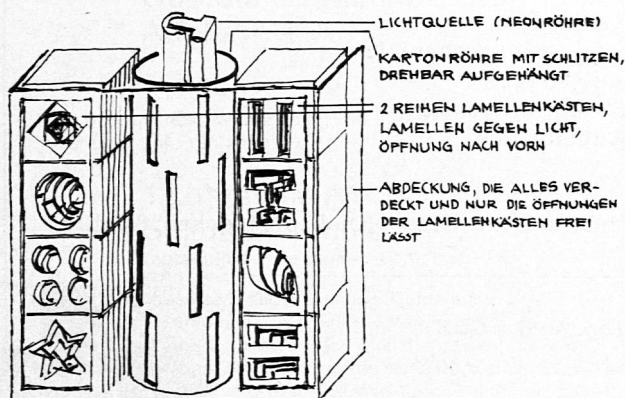 LICHTQUELLE (NEONRÖHRE)
KARTONRÖHRE MIT SCHLITZEN,
DREHBAR AUFGEHÄNGT
2 REIHEN LAMELLENKÄSTEN,
LAMELLEN GEGEN LICHT,
ÖFFNUNG NACH VORN
ABDECKUNG, DIE ALLES VER-
DECKT UND NUR DIE ÖFFNUNGEN
DER LAMELLENKÄSTEN FREI
LÄSST